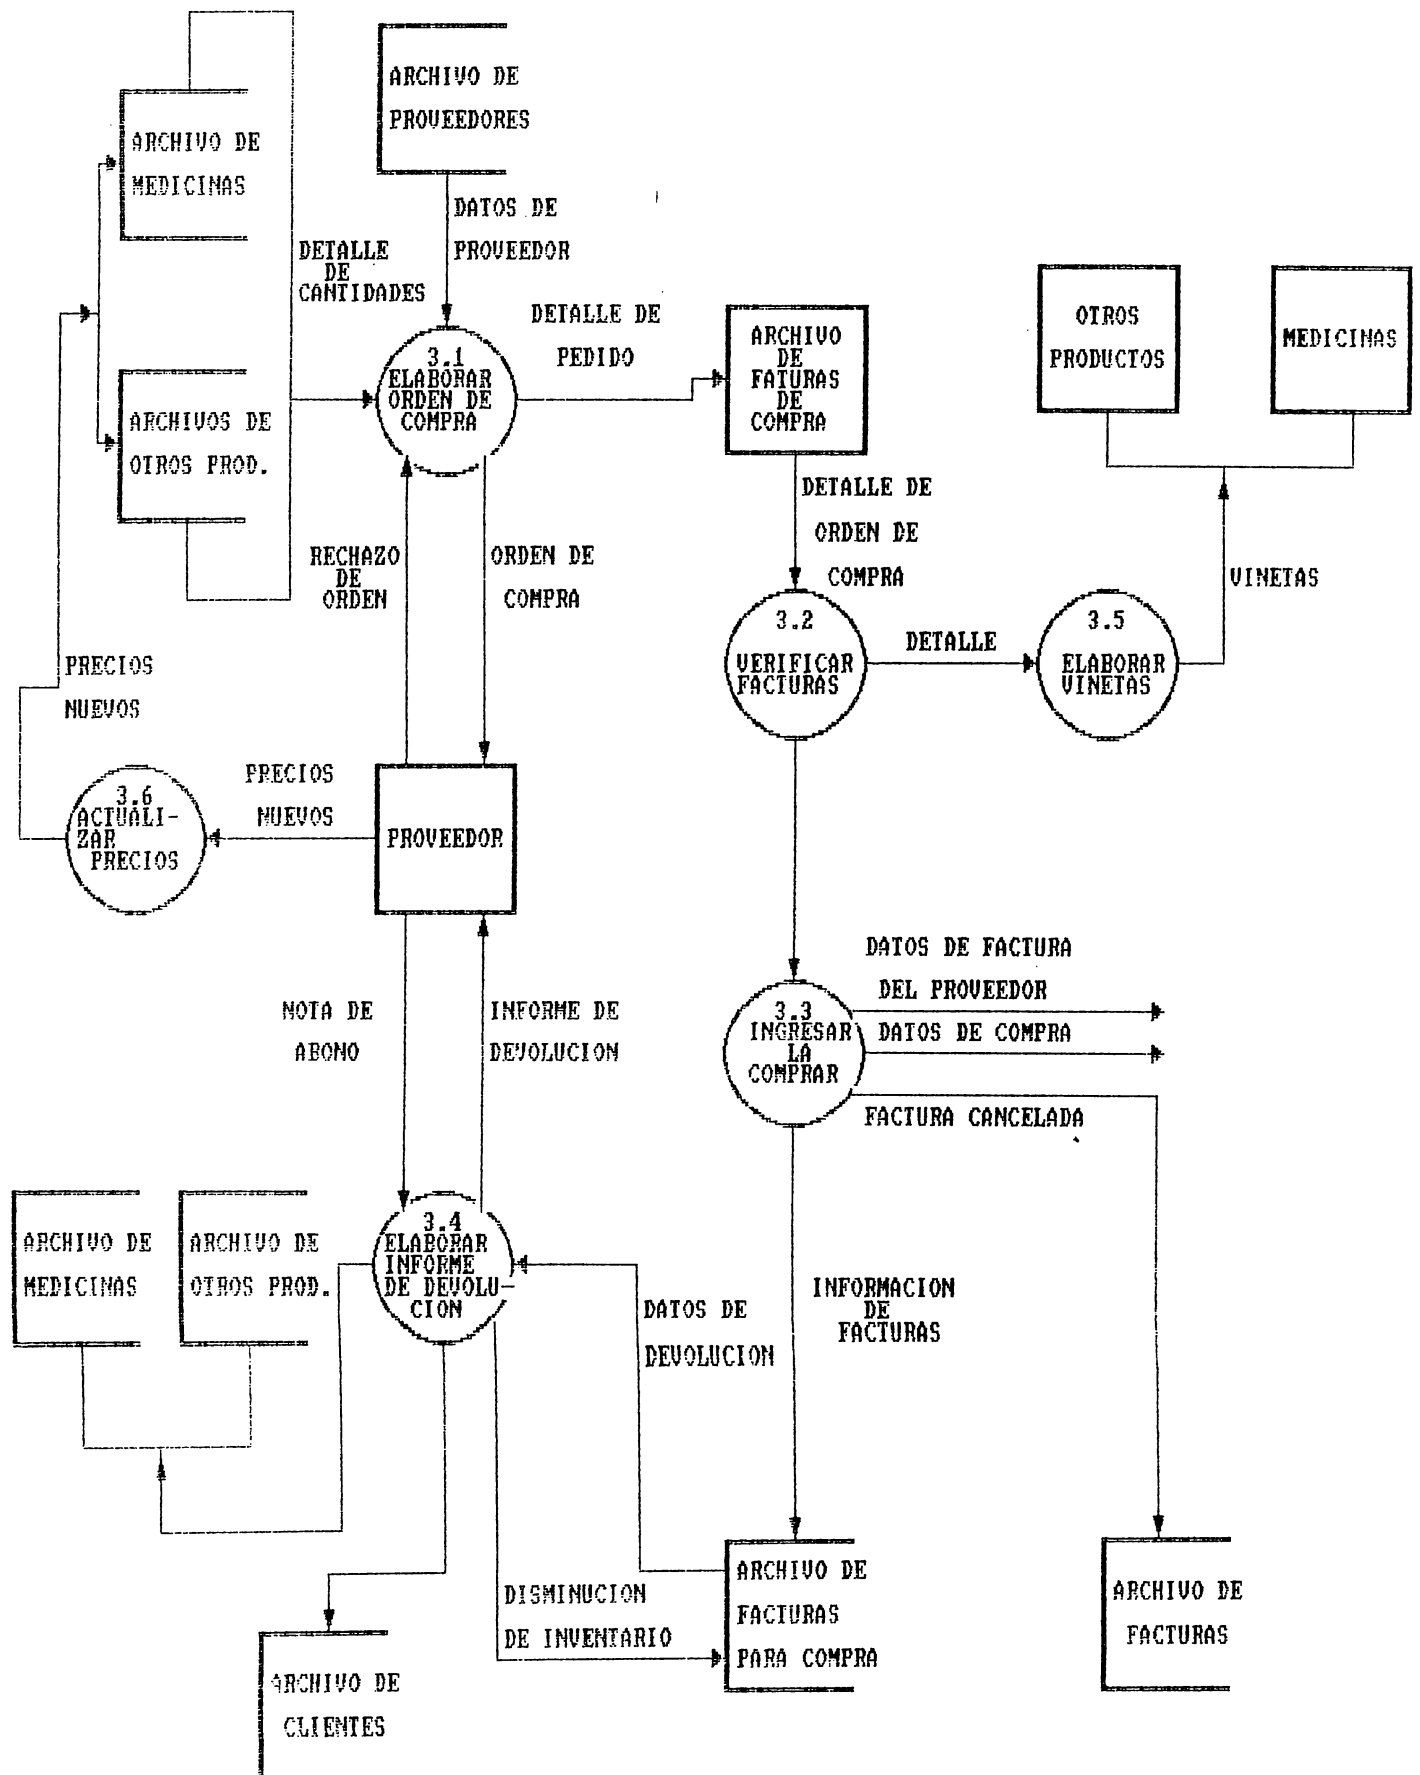 ARCHIVO DE
PROVEEDORES
ARCHIVO DE
MEDICINAS
DATOS DE
PROVEEDOR
DETALLE
DE
CANTIDADES
DETALLE DE
PEDIDO
OTROS
PRODUCTOS
MEDICINAS
ARCHIVO
DE
FATURAS
DE
COMPRA
3.1
ELABORAR
ORDEN DE
COMPRA
ARCHIVOS DE
OTROS PROD.
DETALLE DE
ORDEN DE
COMPRA
RECHAZO
DE
ORDEN
ORDEN DE
COMPRA
VINETAS
3.2
VERIFICAR
FACTURAS
DETALLE
3.5
ELABORAR
VINETAS
PRECIOS
NUEVOS
PRECIOS
NUEVOS
3.6
ACTUALI-
ZAR
PRECIOS
PROVEEDOR
DATOS DE FACTURA
DEL PROVEEDOR
3.3
INGRESAR
LA
COMPRAR
DATOS DE COMPRA
FACTURA CANCELADA
NOTA DE
ABONO
INFORME DE
DEVOLUCION
ARCHIVO DE
MEDICINAS
ARCHIVO DE
OTROS PROD.
3.4
ELABORAR
INFORME
DE DEVOLU-
CION
DATOS DE
DEVOLUCION
INFORMACION
DE
FACTURAS
DISMINUCION
DE INVENTARIO
ARCHIVO DE
FACTURAS
PARA COMPRA
ARCHIVO DE
FACTURAS
ARCHIVO DE
CLIENTES